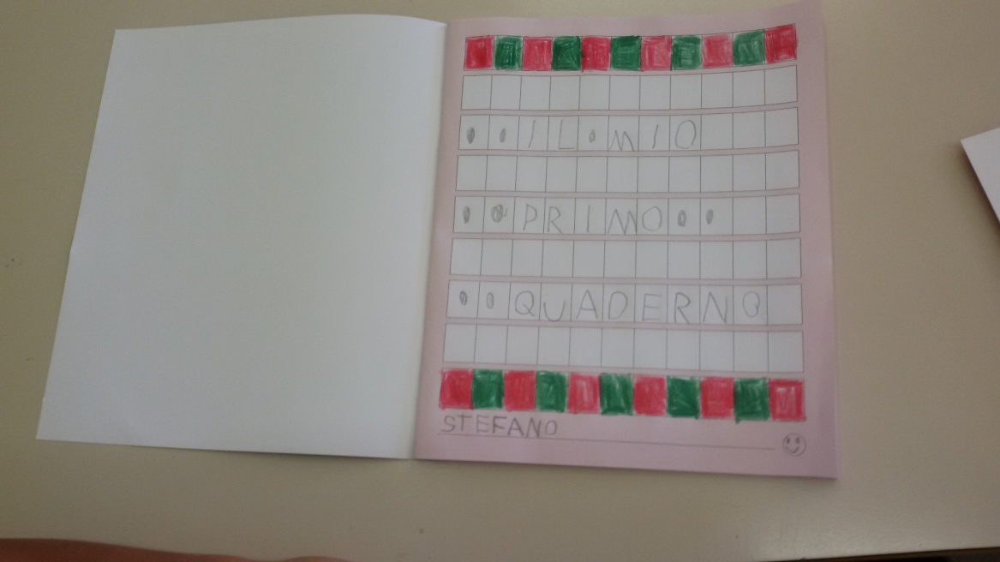 IL MIO
PRIMO
QUADERNO
STEFANO